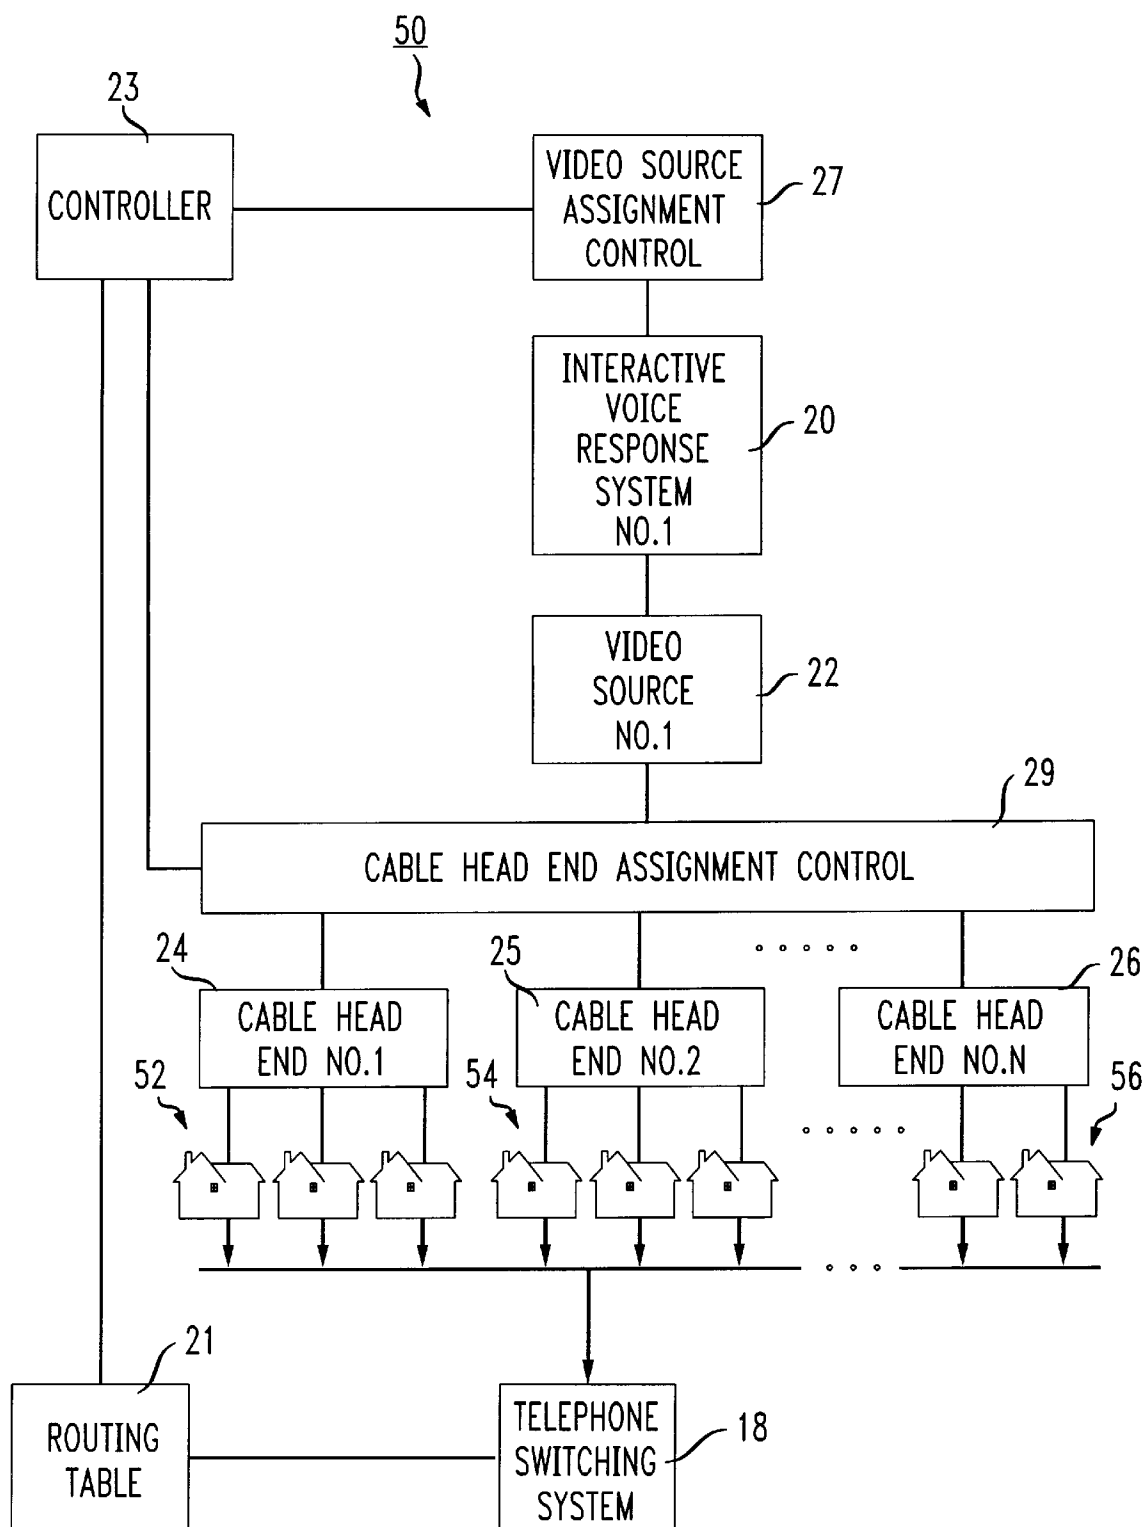 50
23
CONTROLLER
VIDEO SOURCE
ASSIGNMENT
CONTROL
27
INTERACTIVE
VOICE
RESPONSE
SYSTEM
NO.1
20
VIDEO
SOURCE
NO.1
22
29
CABLE HEAD END ASSIGNMENT CONTROL
24
CABLE HEAD
END NO.1
25
CABLE HEAD
END NO.2
26
CABLE HEAD
END NO.N
52
54
56
21
ROUTING
TABLE
TELEPHONE
SWITCHING
SYSTEM
18